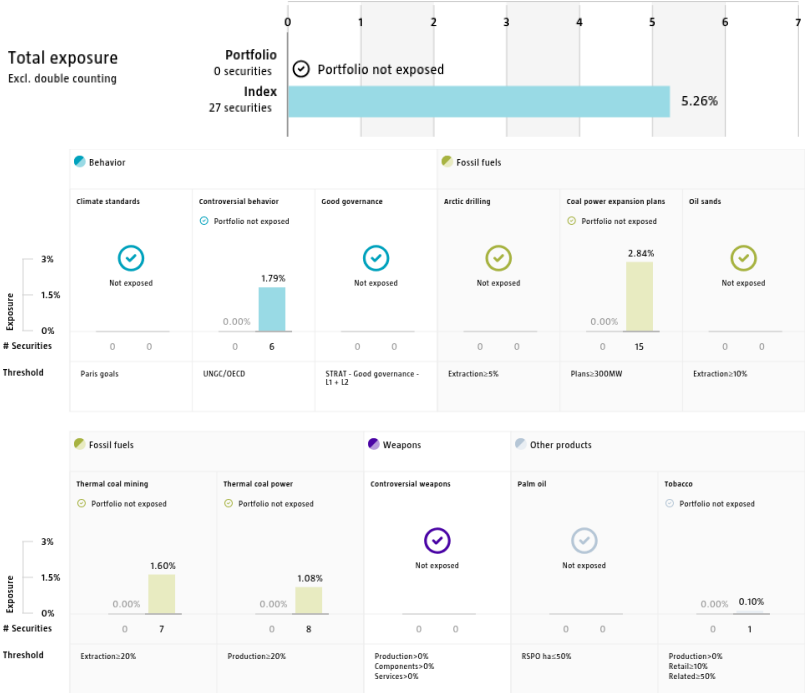 0 1 2 3 4 5 6 7
Total exposure
Excl. double counting
Portfolio
0 securities
Portfolio not exposed
Index
27 securities
5.26%
Behavior
Fossil fuels
Climate standards
Controversial behavior
Good governance
Arctic drilling
Coal power expansion plans
Oil sands
Portfolio not exposed
Portfolio not exposed
Exposure
3%
1.5%
0%
Not exposed
0.00%
1.79%
Not exposed
Not exposed
0.00%
2.84%
Not exposed
# Securities
0 0
0 6
0 0
0 0
0 15
0 0
Threshold
Paris goals
UNGC/OECD
STRAT - Good governance -
L1 + L2
Extraction≥5%
Plans≥300MW
Extraction≥10%
Fossil fuels
Weapons
Other products
Thermal coal mining
Thermal coal power
Controversial weapons
Palm oil
Tobacco
Portfolio not exposed
Portfolio not exposed
Portfolio not exposed
Exposure
3%
1.5%
0%
0.00%
1.60%
0.00%
1.08%
Not exposed
Not exposed
0.00%
0.10%
# Securities
0 7
0 8
0 0
0 0
0 1
Threshold
Extraction≥20%
Production≥20%
Production>0%
Components>0%
Services>0%
RSPO ha≤50%
Production>0%
Retail≥10%
Related≥50%